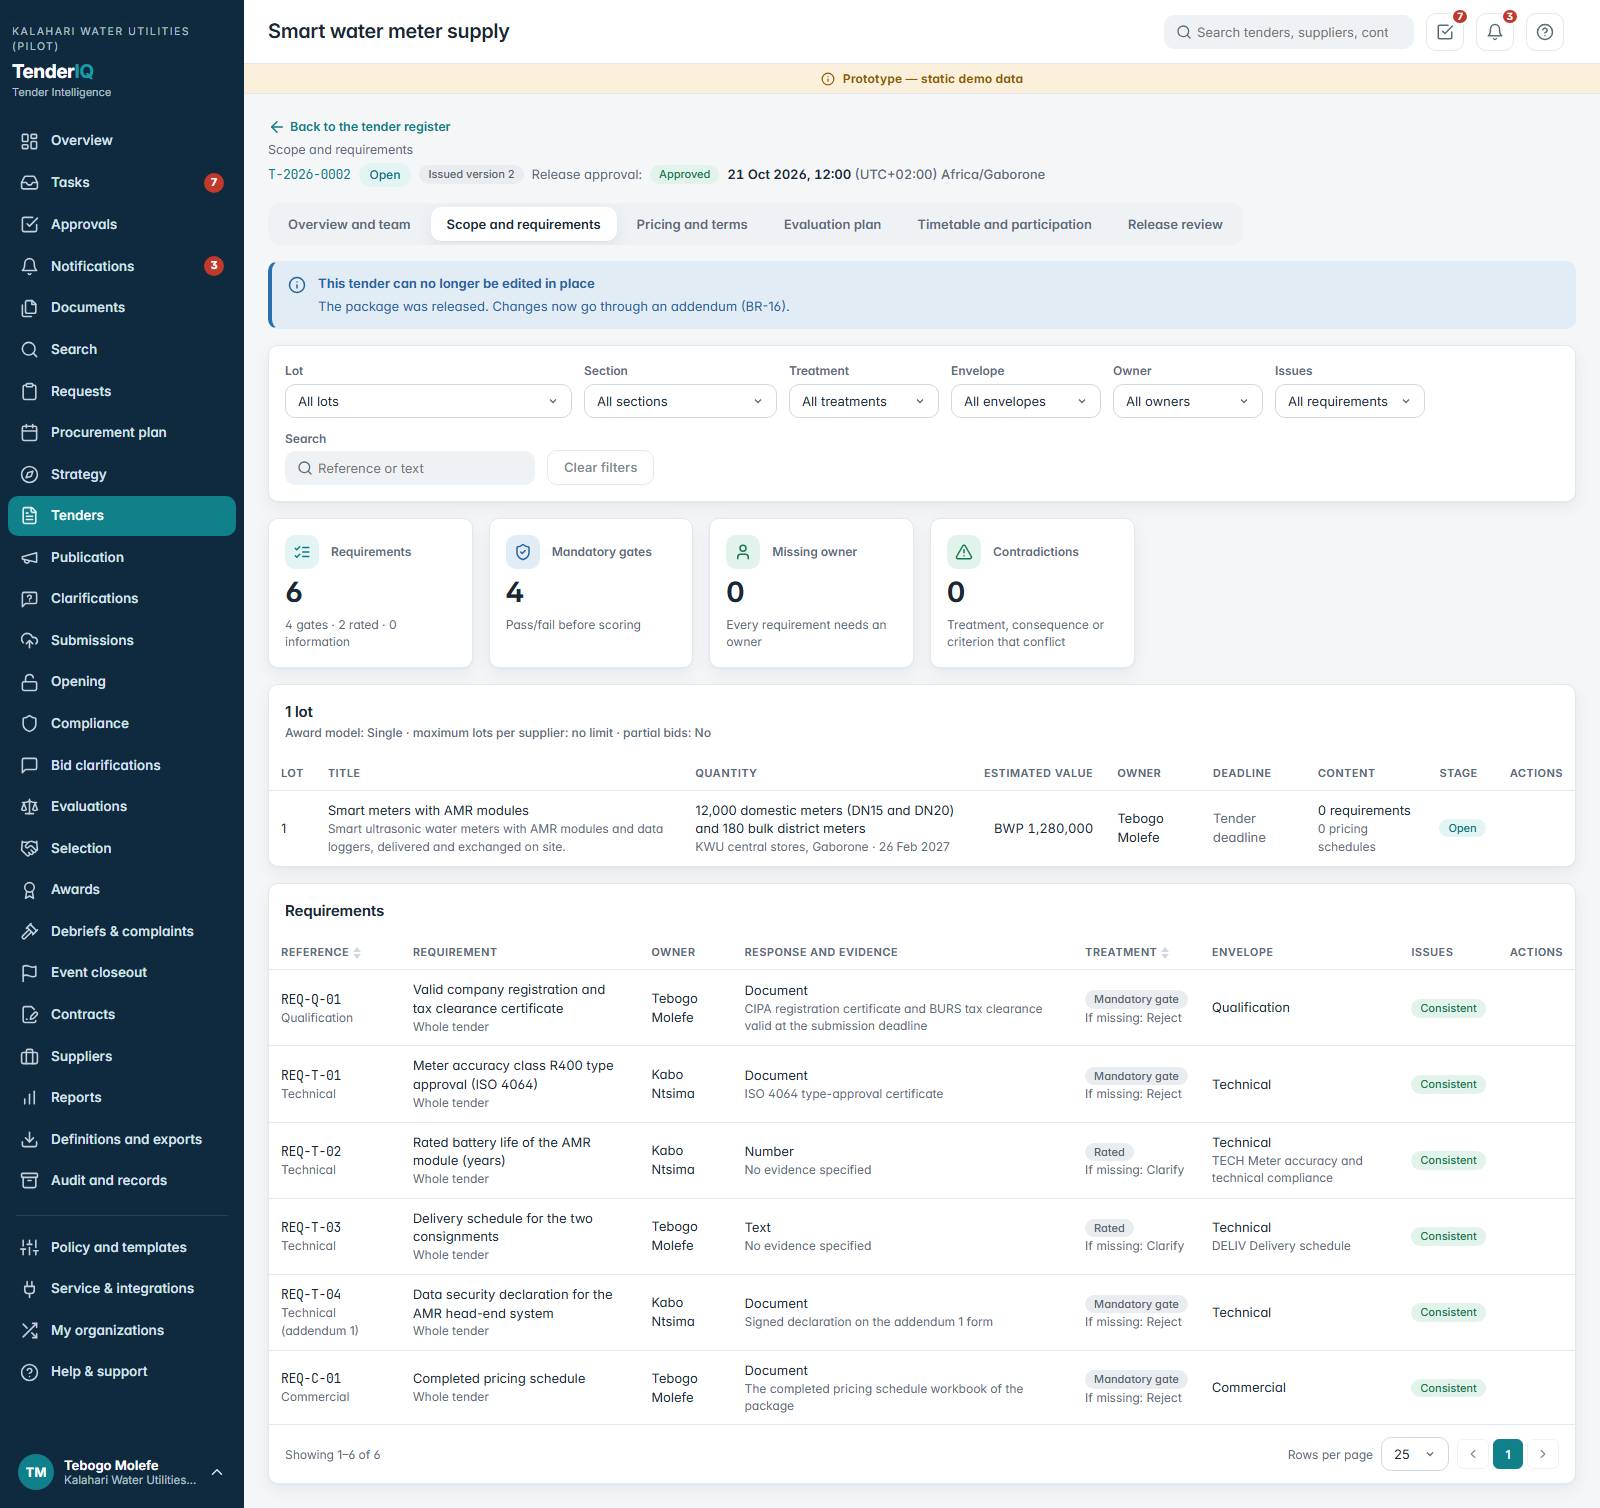 KALAHARI WATER UTILITIES
(PILOT)
TenderIQ
Tender Intelligence
Overview
Tasks 7
Approvals
Notifications 3
Documents
Search
Requests
Procurement plan
Strategy
Tenders
Publication
Clarifications
Submissions
Opening
Compliance
Bid clarifications
Evaluations
Selection
Awards
Debriefs & complaints
Event closeout
Contracts
Suppliers
Reports
Definitions and exports
Audit and records
Policy and templates
Service & integrations
My organizations
Help & support
TM
Tebogo Molefe
Kalahari Water Utilities...
Smart water meter supply
Search tenders, suppliers, cont
7
3
Prototype — static demo data
Back to the tender register
Scope and requirements
T-2026-0002 Open Issued version 2 Release approval: Approved 21 Oct 2026, 12:00 (UTC+02:00) Africa/Gaborone
Overview and team Scope and requirements Pricing and terms Evaluation plan Timetable and participation Release review
This tender can no longer be edited in place
The package was released. Changes now go through an addendum (BR-16).
Lot Section Treatment Envelope Owner Issues
All lots All sections All treatments All envelopes All owners All requirements
Search
Reference or text Clear filters
Requirements
6
4 gates · 2 rated · 0
information
Mandatory gates
4
Pass/fail before scoring
Missing owner
0
Every requirement needs an
owner
Contradictions
0
Treatment, consequence or
criterion that conflict
1 lot
Award model: Single · maximum lots per supplier: no limit · partial bids: No
LOT TITLE QUANTITY ESTIMATED VALUE OWNER DEADLINE CONTENT STAGE ACTIONS
1
Smart meters with AMR modules
Smart ultrasonic water meters with AMR modules and data
loggers, delivered and exchanged on site.
12,000 domestic meters (DN15 and DN20)
and 180 bulk district meters
KWU central stores, Gaborone · 26 Feb 2027
BWP 1,280,000
Tebogo
Molefe
Tender
deadline
0 requirements
0 pricing
schedules
Open
Requirements
REFERENCE REQUIREMENT OWNER RESPONSE AND EVIDENCE TREATMENT ENVELOPE ISSUES ACTIONS
REQ-Q-01
Qualification
Valid company registration and
tax clearance certificate
Whole tender
Tebogo
Molefe
Document
CIPA registration certificate and BURS tax clearance
valid at the submission deadline
Mandatory gate
If missing: Reject
Qualification
Consistent
REQ-T-01
Technical
Meter accuracy class R400 type
approval (ISO 4064)
Whole tender
Kabo
Ntsima
Document
ISO 4064 type-approval certificate
Mandatory gate
If missing: Reject
Technical
Consistent
REQ-T-02
Technical
Rated battery life of the AMR
module (years)
Whole tender
Kabo
Ntsima
Number
No evidence specified
Rated
If missing: Clarify
Technical
TECH Meter accuracy and
technical compliance
Consistent
REQ-T-03
Technical
Delivery schedule for the two
consignments
Whole tender
Tebogo
Molefe
Text
No evidence specified
Rated
If missing: Clarify
Technical
DELIV Delivery schedule
Consistent
REQ-T-04
Technical
(addendum 1)
Data security declaration for the
AMR head-end system
Whole tender
Kabo
Ntsima
Document
Signed declaration on the addendum 1 form
Mandatory gate
If missing: Reject
Technical
Consistent
REQ-C-01
Commercial
Completed pricing schedule
Whole tender
Tebogo
Molefe
Document
The completed pricing schedule workbook of the
package
Mandatory gate
If missing: Reject
Commercial
Consistent
Showing 1–6 of 6
Rows per page 25 1